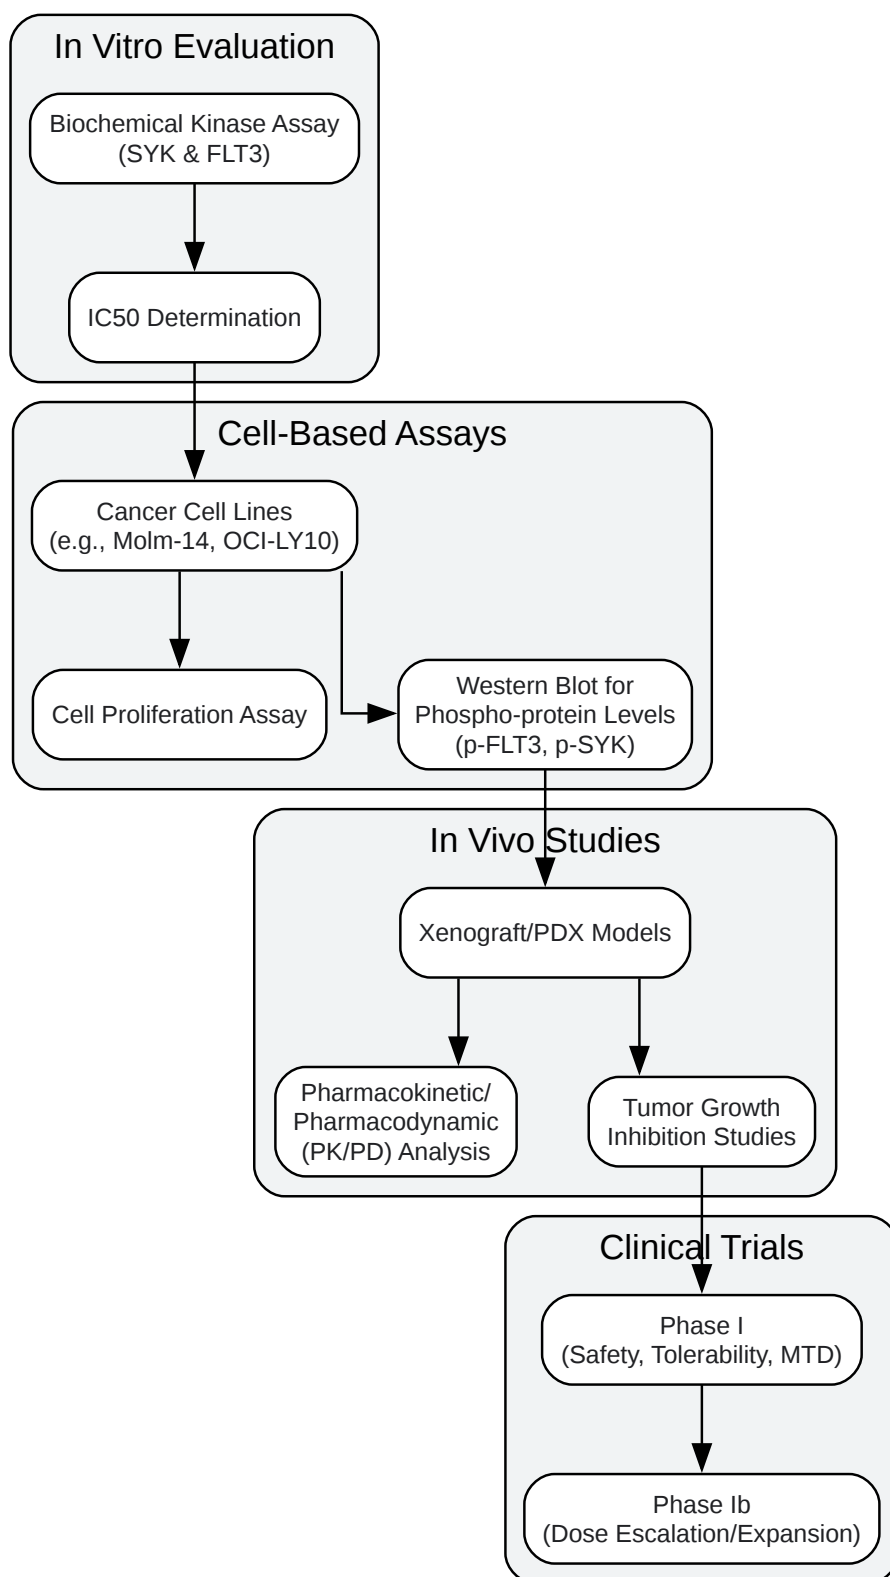 In Vitro Evaluation
Biochemical Kinase Assay
(SYK & FLT3)
IC50 Determination
Cell-Based Assays
Cancer Cell Lines
(e.g., Molm-14, OCI-LY10)
Cell Proliferation Assay
Western Blot for
Phospho-protein Levels
(p-FLT3, p-SYK)
In Vivo Studies
Xenograft/PDX Models
Pharmacokinetic/
Pharmacodynamic
(PK/PD) Analysis
Tumor Growth
Inhibition Studies
Clinical Trials
Phase I
(Safety, Tolerability, MTD)
Phase Ib
(Dose Escalation/Expansion)